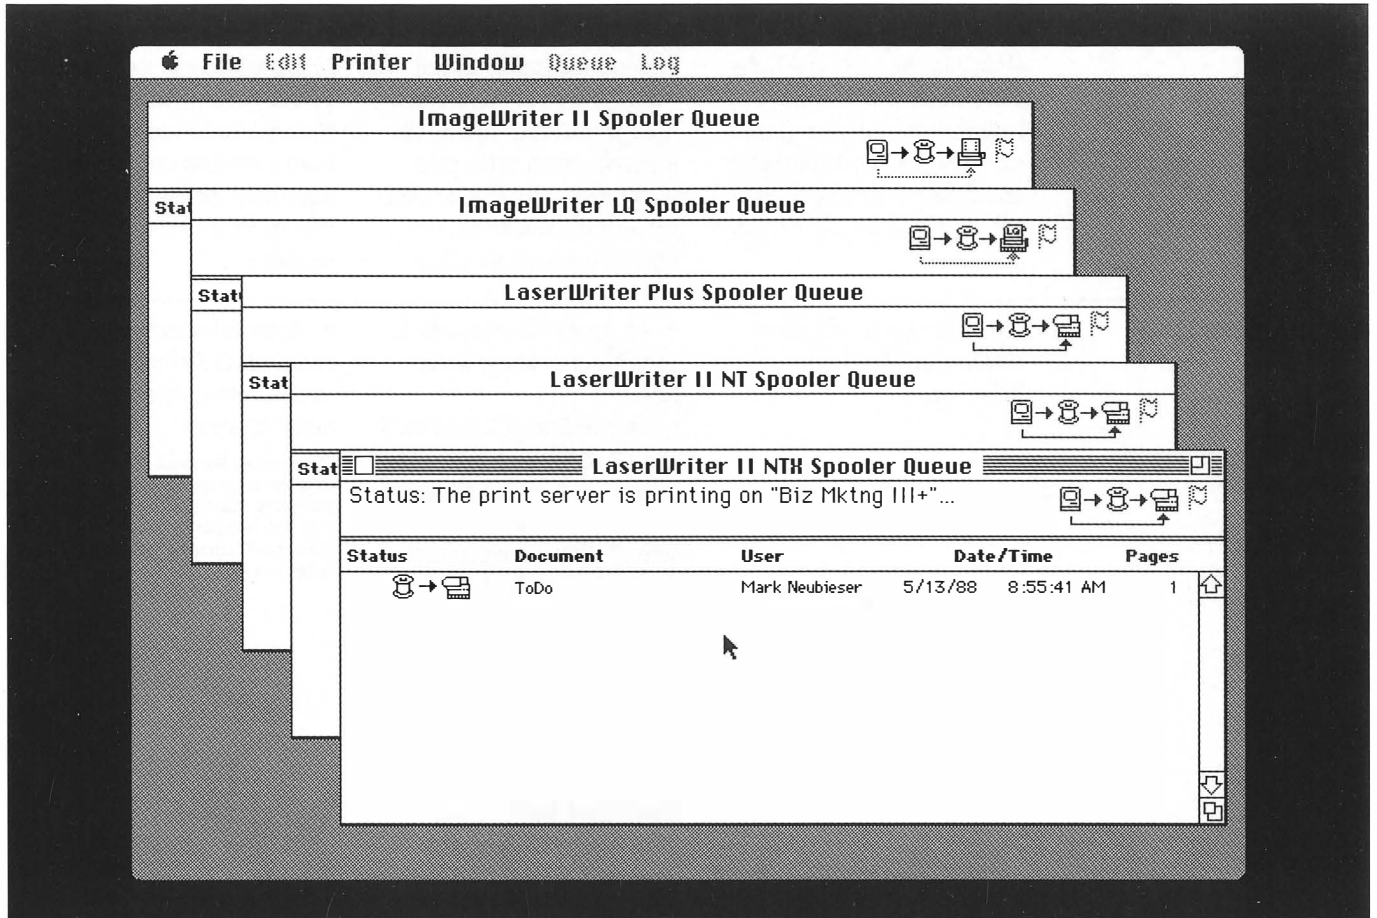 File Edit Printer Window Queue Log
ImageWriter II Spooler Queue
Stat
ImageWriter LQ Spooler Queue
LQ
Stat
LaserWriter Plus Spooler Queue
Stat
LaserWriter II NT Spooler Queue
Stat
LaserWriter II NTX Spooler Queue
Status: The print server is printing on "Biz Mktng III+"...
Status Document User Date/Time Pages
ToDo Mark Neubieser 5/13/88 8:55:41 AM 1